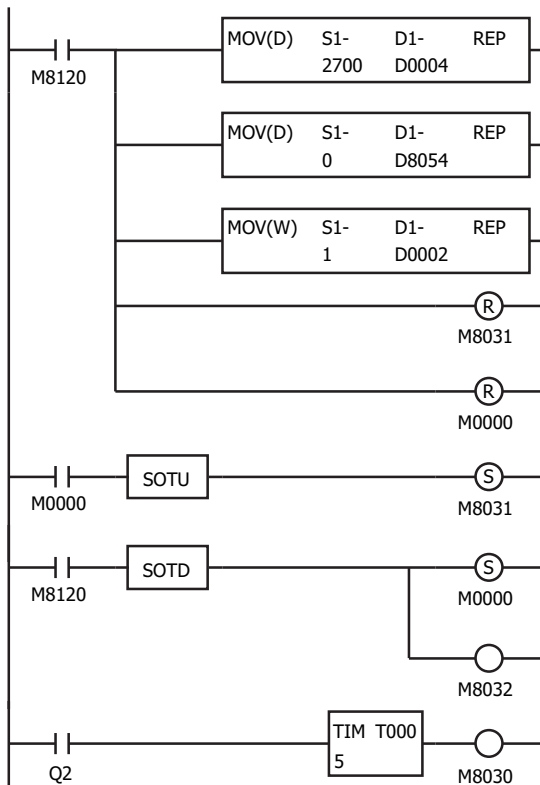 MOV(D) S1- D1- REP
2700 D0004
M8120
MOV(D) S1- D1- REP
0 D8054
MOV(W) S1- D1- REP
1 D0002
R
M8031
R
M0000
SOTU
S
M0000
M8031
SOTD
S
M8120
M0000
M8032
TIM T000
5
Q2
M8030